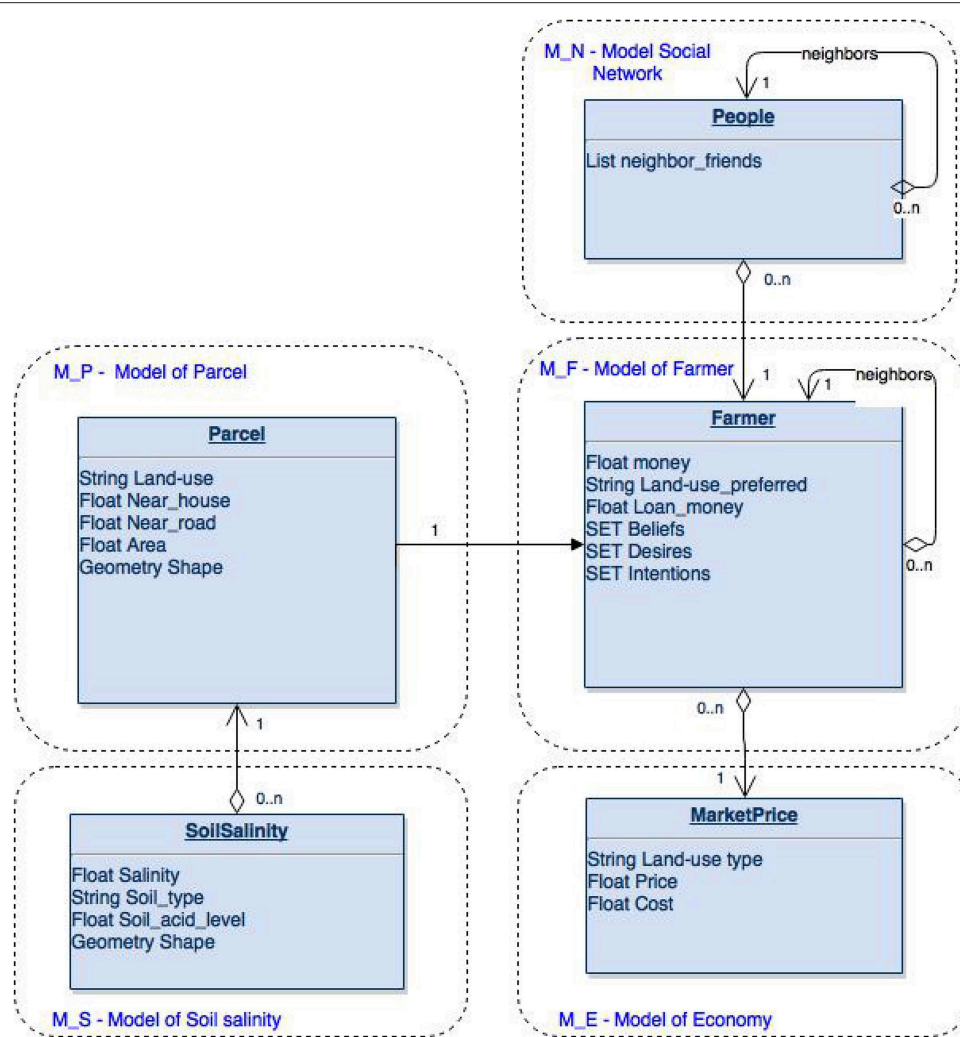 M_N - Model Social
Network
neighbors
1
People
List neighbor_friends
0..n
0..n
M_P - Model of Parcel
M_F - Model of Farmer
1
1
neighbors
Parcel
String Land-use
Float Near_house
Float Near_road
Float Area
Geometry Shape
1
Farmer
Float money
String Land-use_preferred
Float Loan_money
SET Beliefs
SET Desires
SET Intentions
0..n
1
0..n
0..n
1
SoilSalinity
Float Salinity
String Soil_type
Float Soil_acid_level
Geometry Shape
MarketPrice
String Land-use type
Float Price
Float Cost
M_S - Model of Soil salinity
M_E - Model of Economy